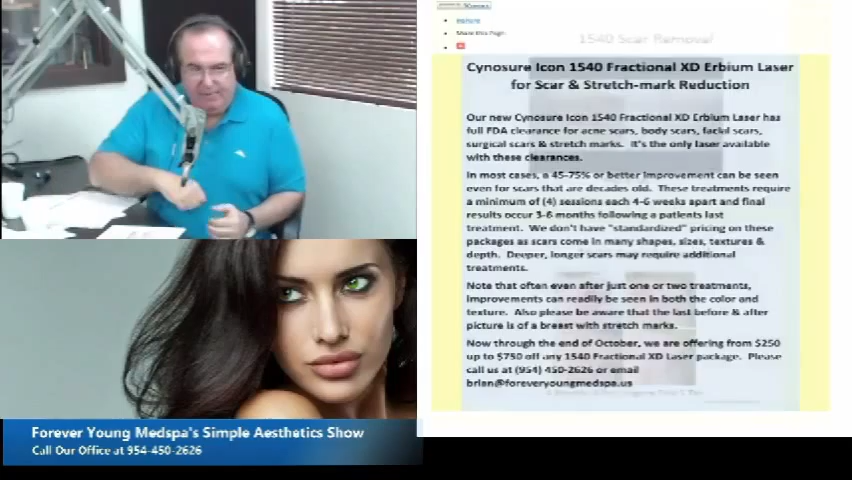 Before
Share this Page
1540 Scar Removal
Cynosure Icon 1540 Fractional XD Erbium Laser
for Scar & Stretch-mark Reduction
Our new Cynosure Icon 1540 Fractional XD Erbium Laser has
full FDA clearance for acne scars, body scars, facial scars,
surgical scars & stretch marks. It's the only laser available
with these clearances.
In most cases, a 45-75% or better improvement can be seen
even for scars that are decades old. These treatments require
a minimum of (4) sessions each 4-6 weeks apart and final
results occur 3-6 months following a patients last
treatment. We don't have "standardized" pricing on these
packages as scars come in many shapes, sizes, textures &
depth. Deeper, longer scars may require additional
treatments.
Note that often even after just one or two treatments,
improvements can readily be seen in both the color and
texture. Also please be aware that the last before & after
picture is of a breast with stretch marks.
Now through the end of October, we are offering from $250
up to $750 off any 1540 Fractional XD Laser package. Please
call us at (954) 450-2626 or email
brian@foreveryoungmedspa.us
Forever Young Medspa's Simple Aesthetics Show
Call Our Office at 954-450-2626